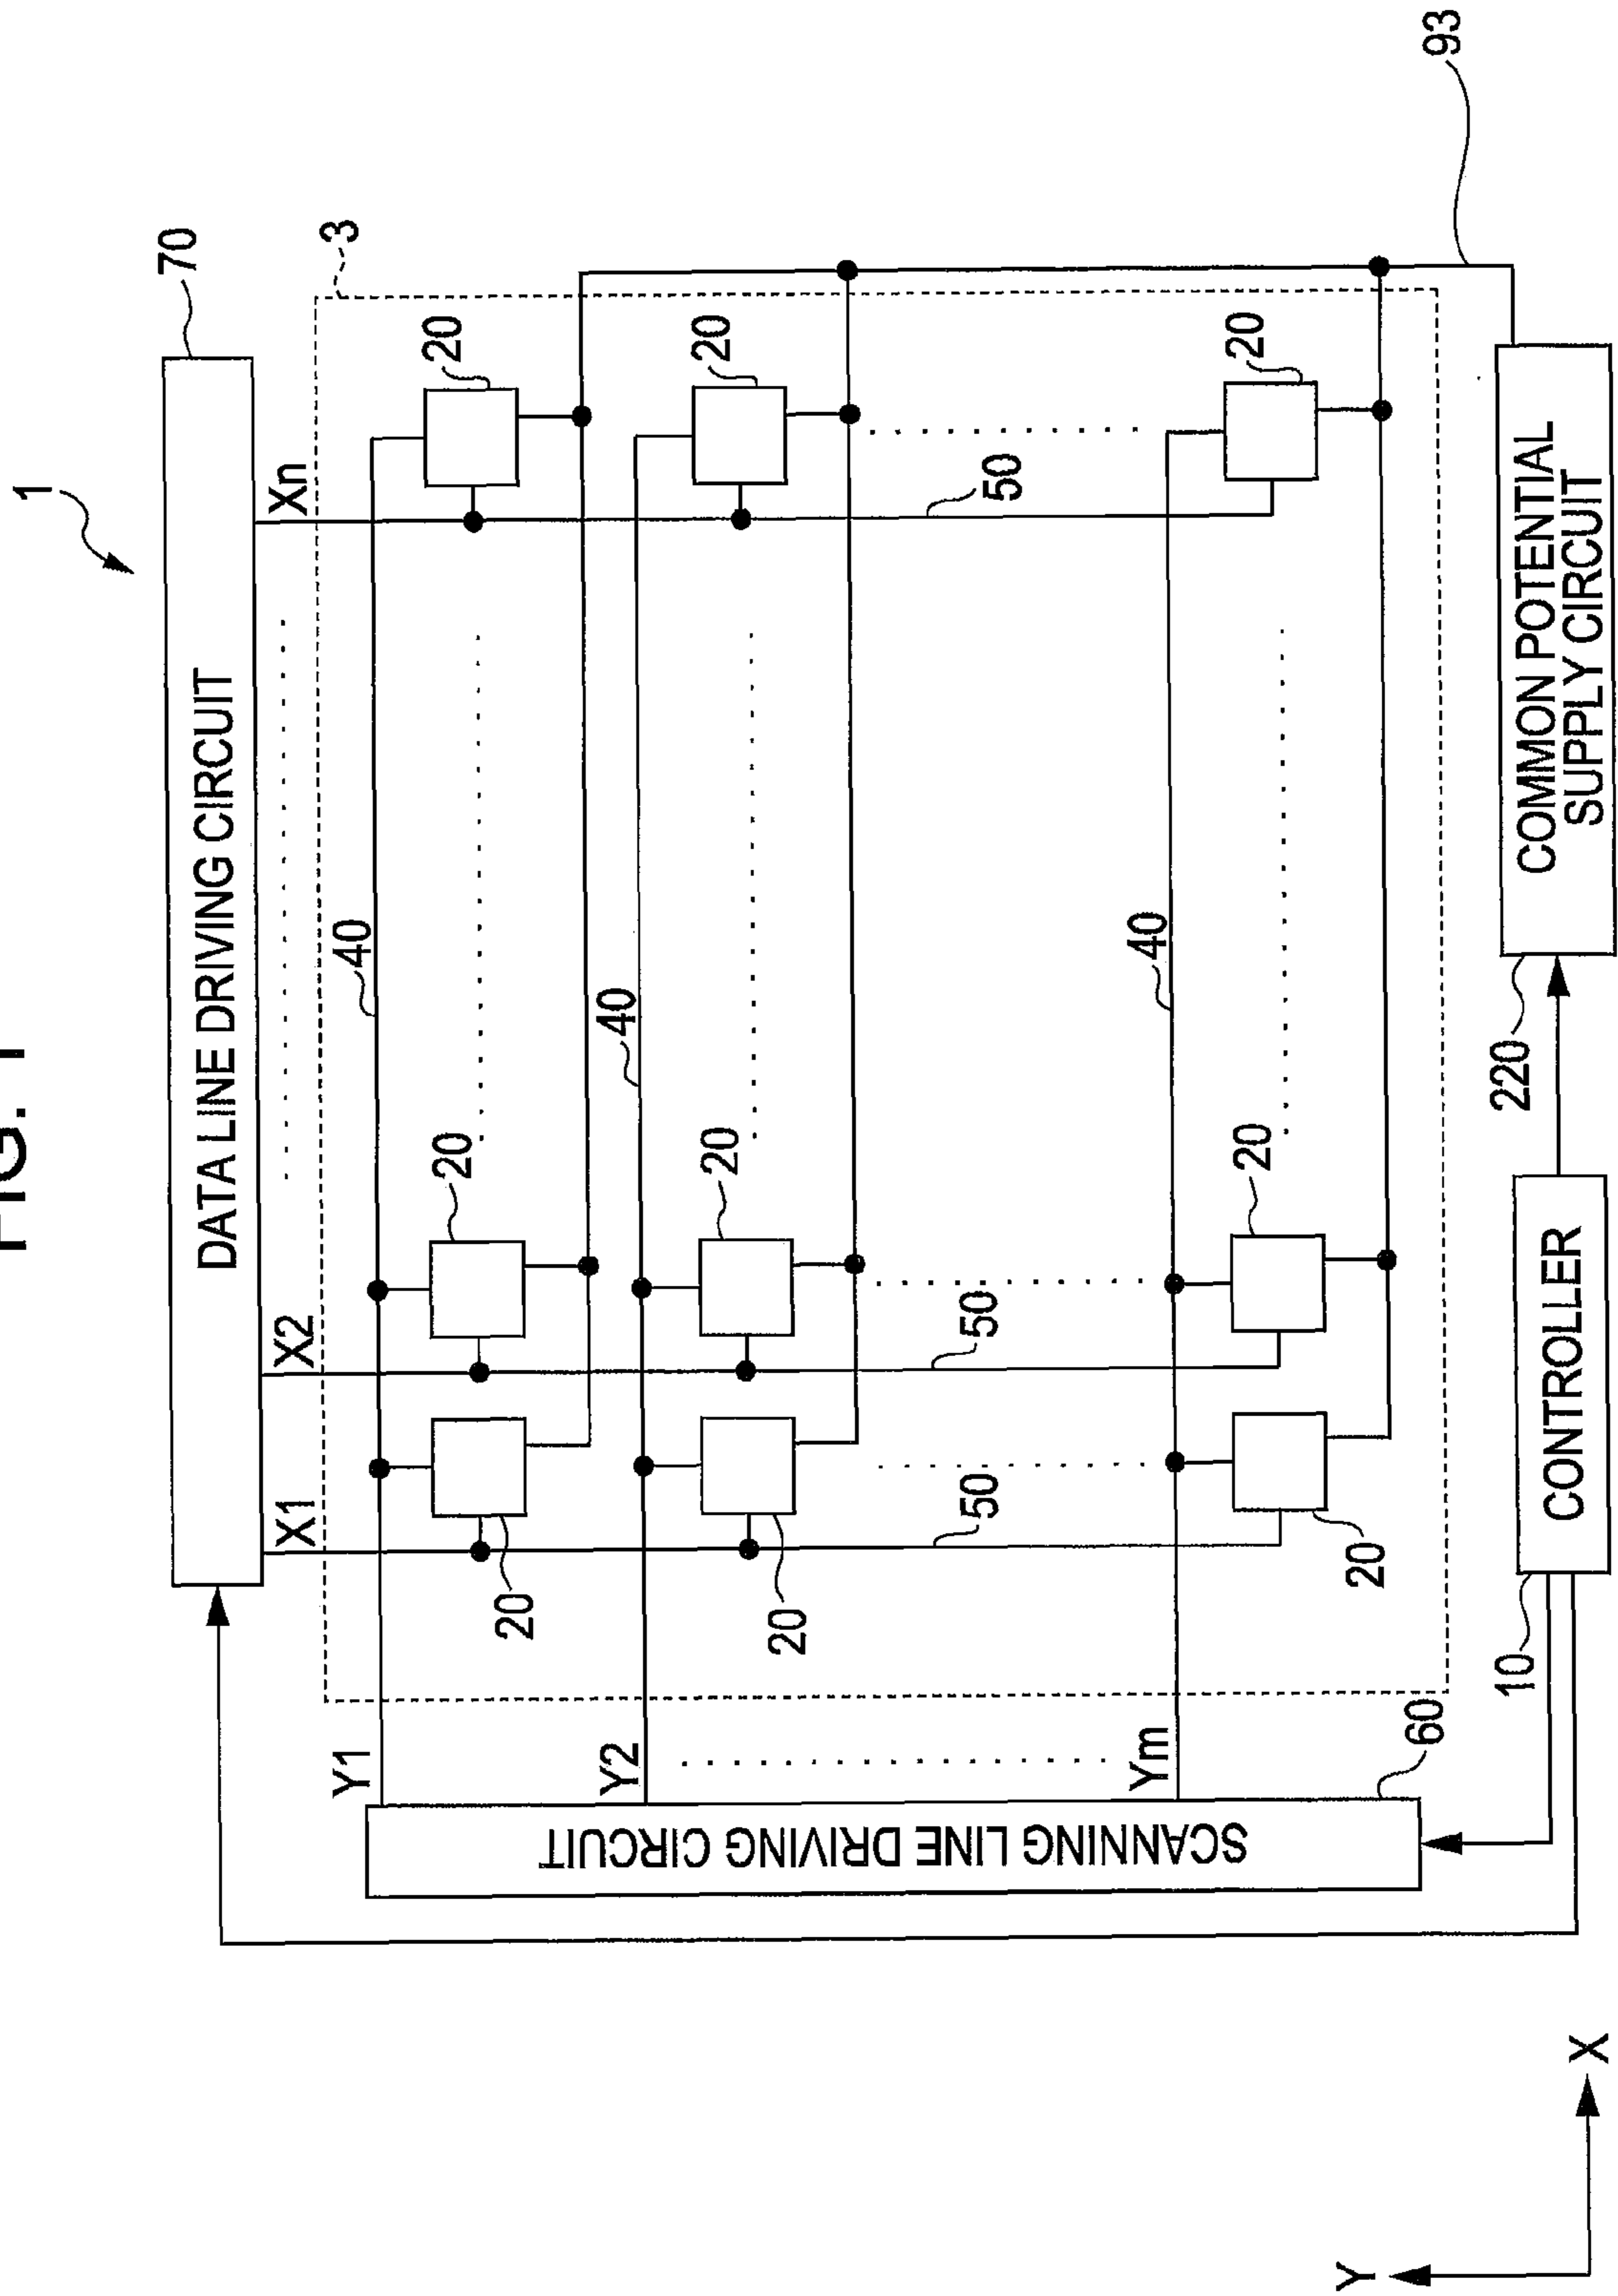 FIG. 1
1
70
DATA LINE DRIVING CIRCUIT
X1
X2
Xn
3
Y1
40
20
20
20
Y2
40
20
20
20
50
50
50
Ym
40
20
20
20
SCANNING LINE DRIVING CIRCUIT
60
93
10
CONTROLLER
220
COMMON POTENTIAL
SUPPLY CIRCUIT
Y
X